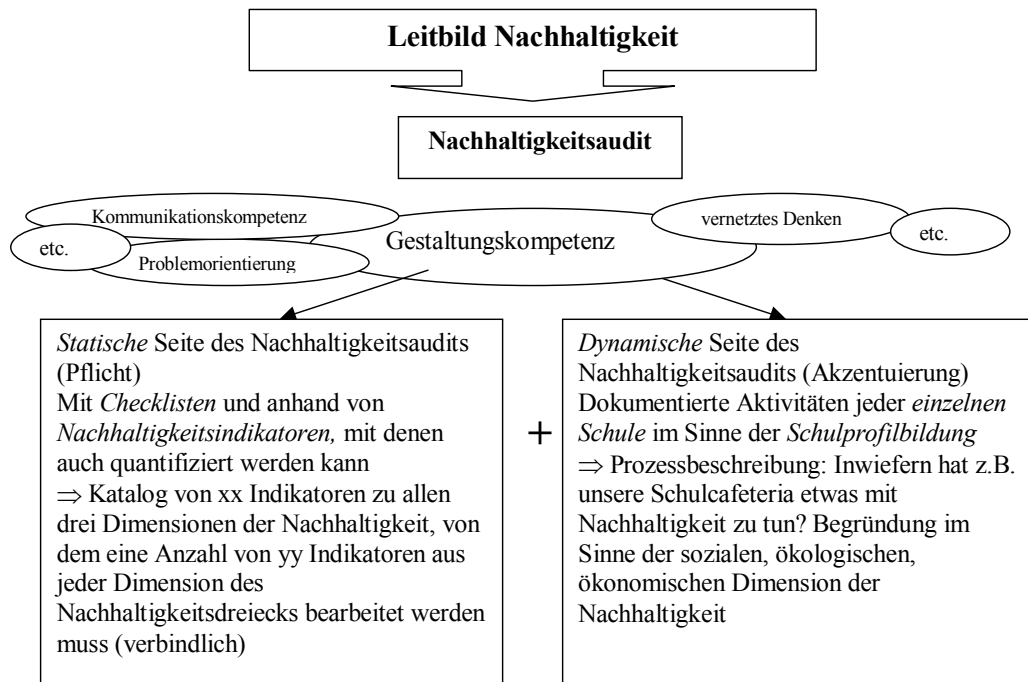 Leitbild Nachhaltigkeit
Nachhaltigkeitsaudit
Kommunikationskompetenz
vernetztes Denken
etc.
Gestaltungskompetenz
etc.
Problemorientierung
Statische Seite des Nachhaltigkeitsaudits
(Pflicht)
Mit Checklisten und anhand von
Nachhaltigkeitsindikatoren, mit denen
auch quantifiziert werden kann
⇒ Katalog von xx Indikatoren zu allen
drei Dimensionen der Nachhaltigkeit, von
dem eine Anzahl von yy Indikatoren aus
jeder Dimension des
Nachhaltigkeitsdreiecks bearbeitet werden
muss (verbindlich)
+
Dynamische Seite des
Nachhaltigkeitsaudits (Akzentuierung)
Dokumentierte Aktivitäten jeder einzelnen
Schule im Sinne der Schulprofilbildung
⇒ Prozessbeschreibung: Inwiefern hat z.B.
unsere Schulcafeteria etwas mit
Nachhaltigkeit zu tun? Begründung im
Sinne der sozialen, ökologischen,
ökonomischen Dimension der
Nachhaltigkeit